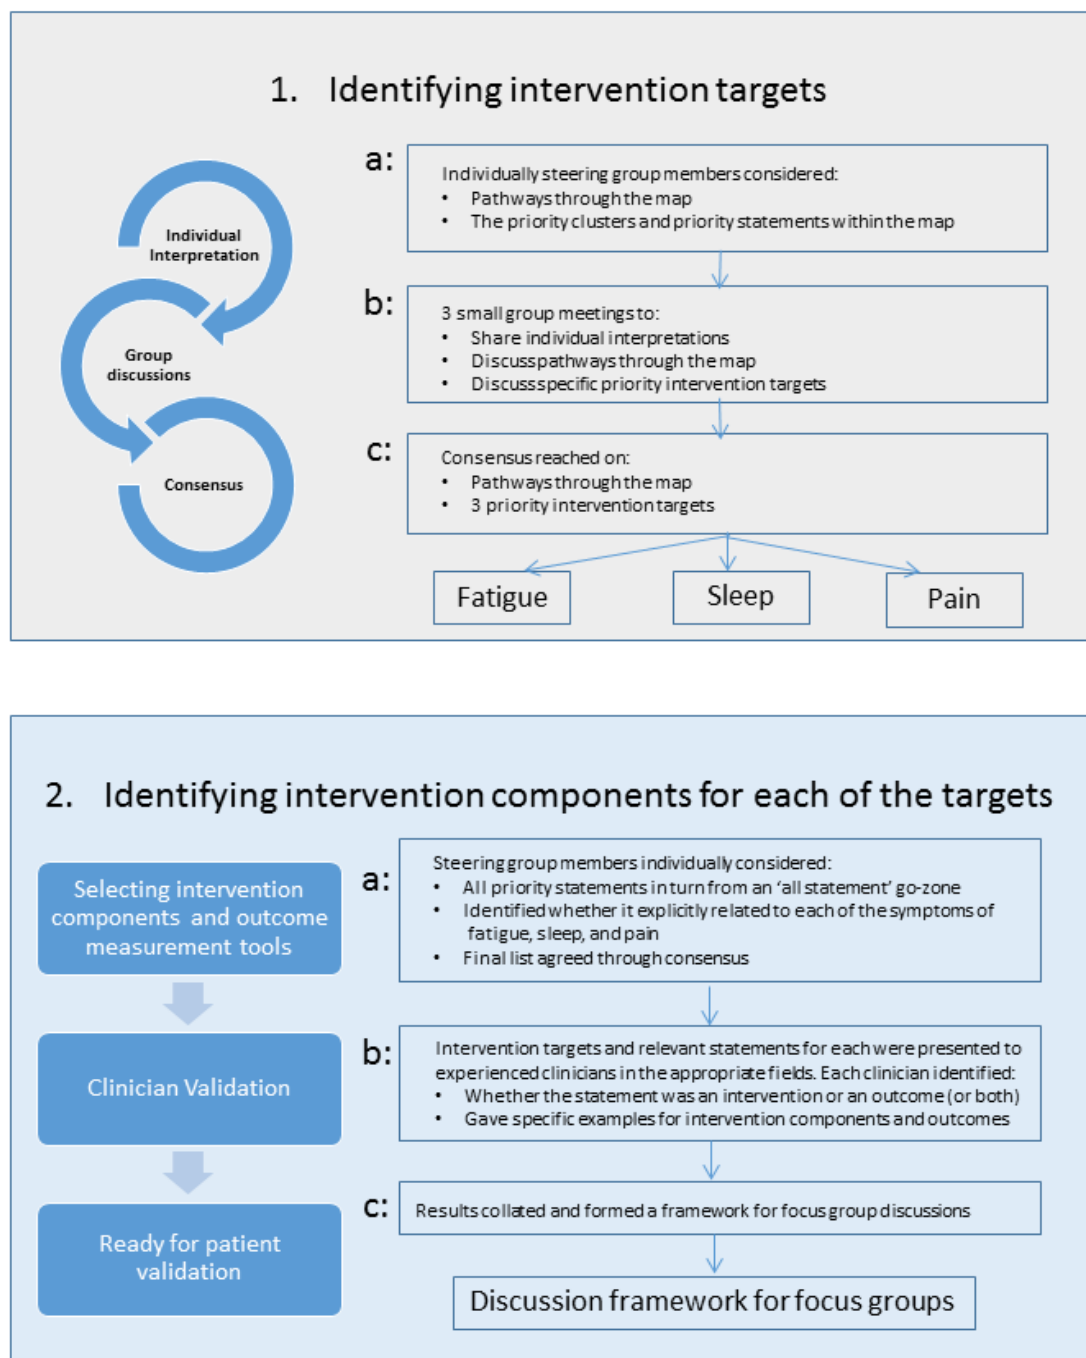 1. Identifying intervention targets
Individual
Interpretation
Group
discussions
Consensus
a:
Individually steering group members considered:
• Pathways through the map
• The priority clusters and priority statements within the map
b:
3 small group meetings to:
• Share individual interpretations
• Discuss pathways through the map
• Discuss specific priority intervention targets
c:
Consensus reached on:
• Pathways through the map
• 3 priority intervention targets
Fatigue
Sleep
Pain
2. Identifying intervention components for each of the targets
Selecting intervention
components and outcome
measurement tools
Clinician Validation
Ready for patient
validation
a:
Steering group members individually considered:
• All priority statements in turn from an ‘all statement’ go-zone
• Identified whether it explicitly related to each of the symptoms of
fatigue, sleep, and pain
• Final list agreed through consensus
b:
Intervention targets and relevant statements for each were presented to
experienced clinicians in the appropriate fields. Each clinician identified:
• Whether the statement was an intervention or an outcome (or both)
• Gave specific examples for intervention components and outcomes
c:
Results collated and formed a framework for focus group discussions
Discussion framework for focus groups